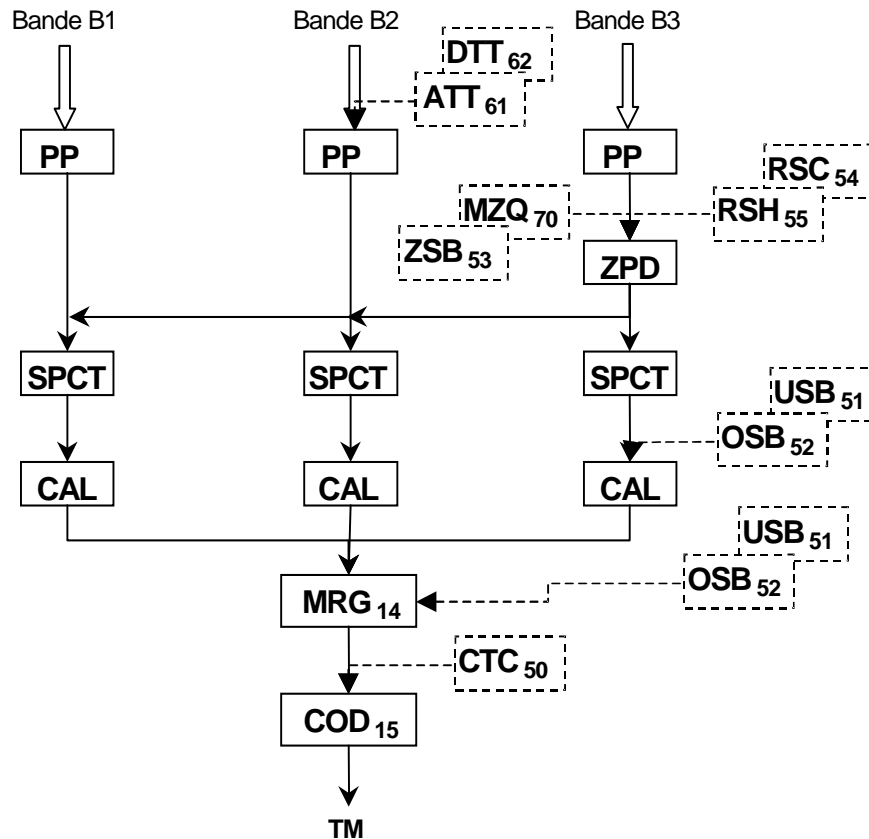 Bande B1 Bande B2 Bande B3
DTT 62
ATT 61
PP PP PP
RSC 54
MZQ 70 RSH 55
ZSB 53 ZPD
SPCT SPCT SPCT
USB 51
OSB 52
CAL CAL CAL
USB 51
OSB 52
MRG 14
CTC 50
COD 15
TM